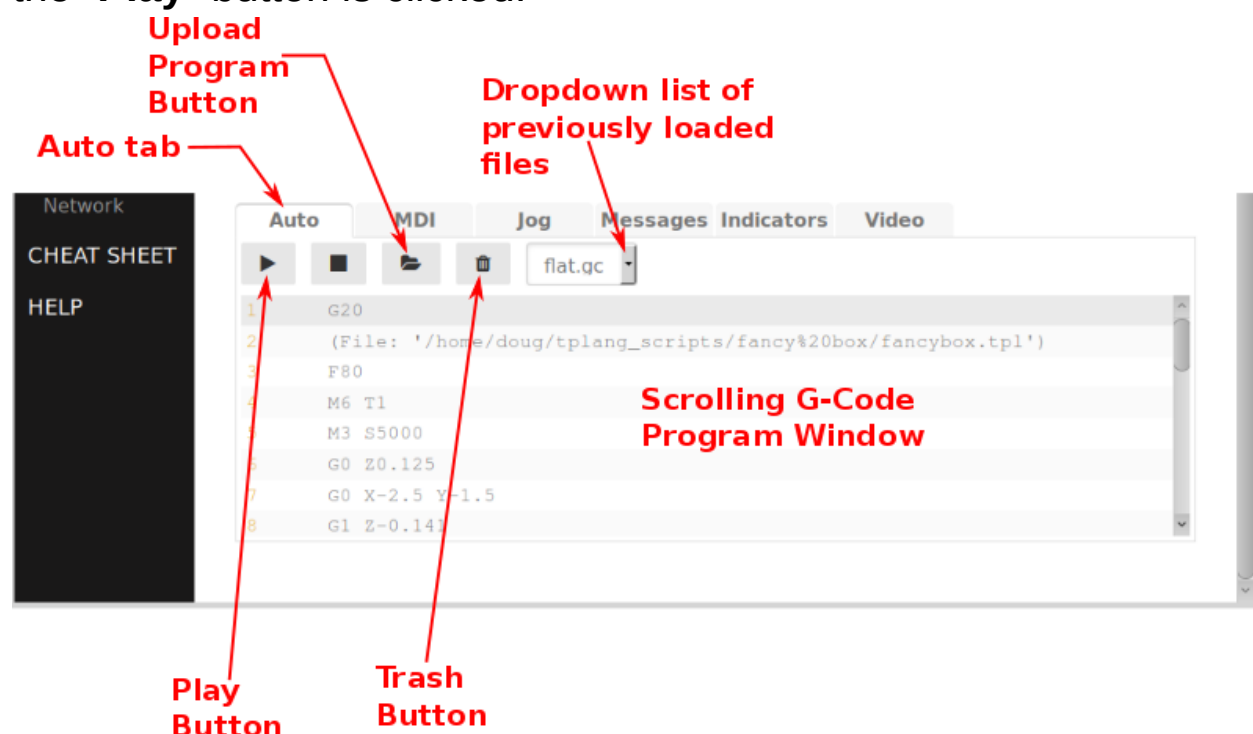 Upload
Program
Button
Dropdown list of
previously loaded
files
Auto tab
Network
CHEAT SHEET
HELP
Auto MDI Jog Messages Indicators Video
flat.gc
1 G20
2 (File: '/home/doug/tplang_scripts/fancy%20box/fancybox.tpl')
3 F80
4 M6 T1
5 M3 S5000
6 G0 Z0.125
7 G0 X-2.5 Y-1.5
8 G1 Z-0.141
Scrolling G-Code
Program Window
Play
Button
Trash
Button